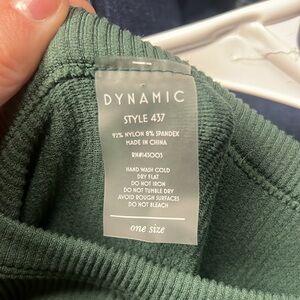 DYNAMIC
STYLE 437
92% NYLON 8% SPANDEX
MADE IN CHINA
RN#143003
HAND WASH COLD
DRY FLAT
DO NOT IRON
DO NOT TUMBLE DRY
AVOID ROUGH SURFACES
DO NOT BLEACH
one size